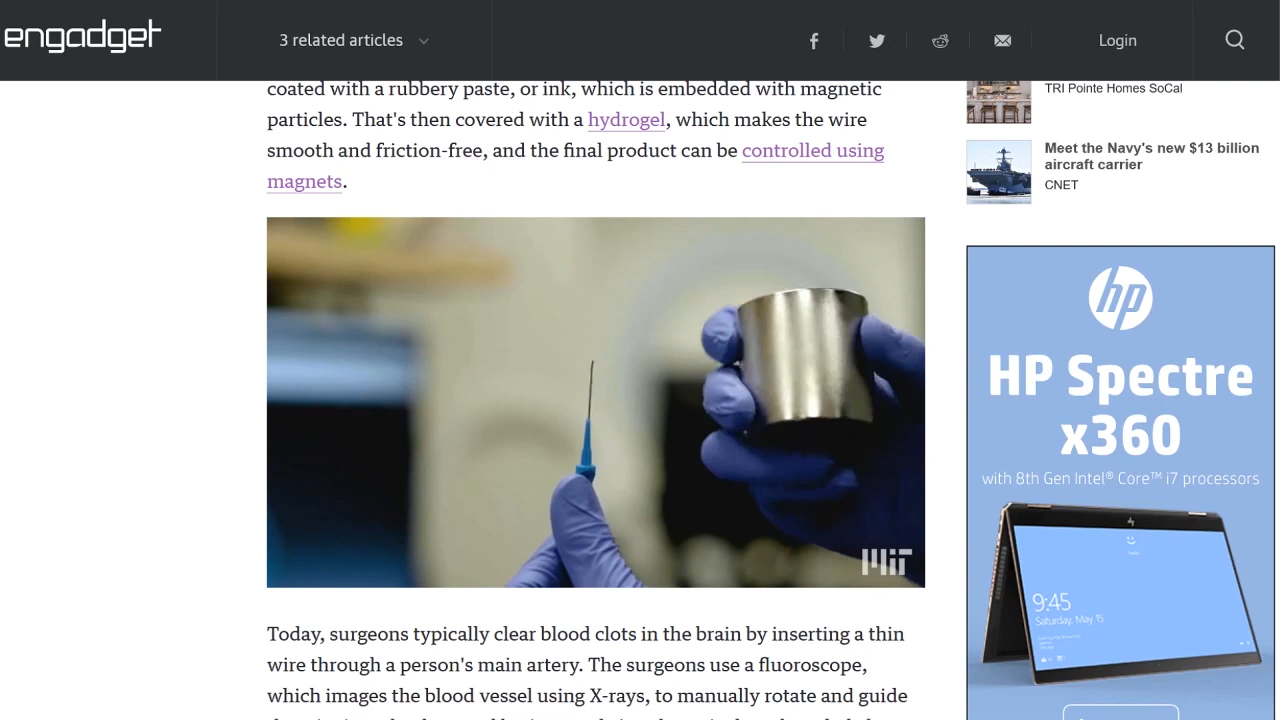 engadget
3 related articles
Login
coated with a rubbery paste, or ink, which is embedded with magnetic
particles. That's then covered with a hydrogel, which makes the wire
smooth and friction-free, and the final product can be controlled using
magnets.
MIT
Today, surgeons typically clear blood clots in the brain by inserting a thin
wire through a person's main artery. The surgeons use a fluoroscope,
which images the blood vessel using X-rays, to manually rotate and guide
TRI Pointe Homes SoCal
Meet the Navy's new $13 billion
aircraft carrier
CNET
hp
HP Spectre
x360
with 8th Gen Intel® Core™ i7 processors
9:45
Saturday, May 15